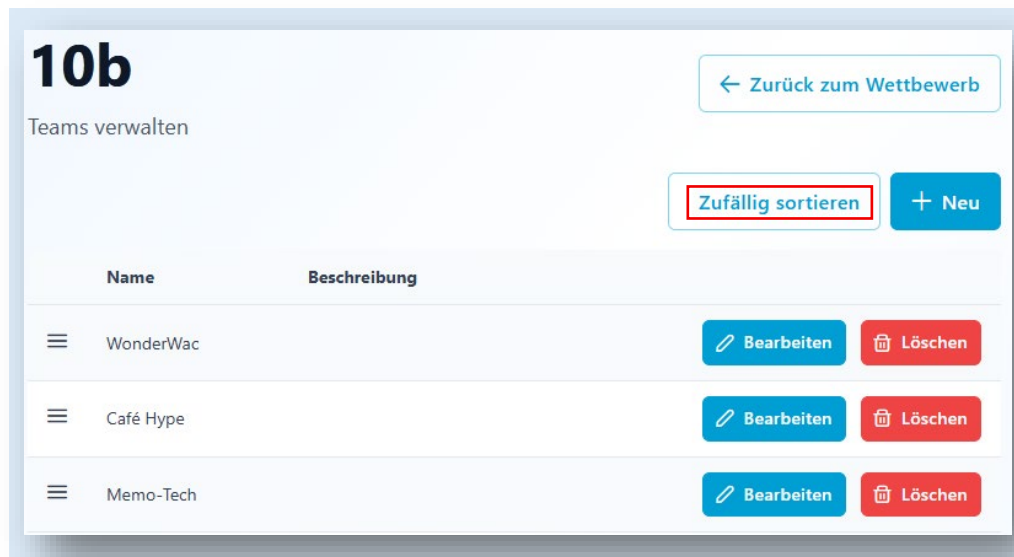 10b
← Zurück zum Wettbewerb
Teams verwalten
Zufällig sortieren
+ Neu
Name Beschreibung
WonderWac Bearbeiten Löschen
Café Hype Bearbeiten Löschen
Memo-Tech Bearbeiten Löschen